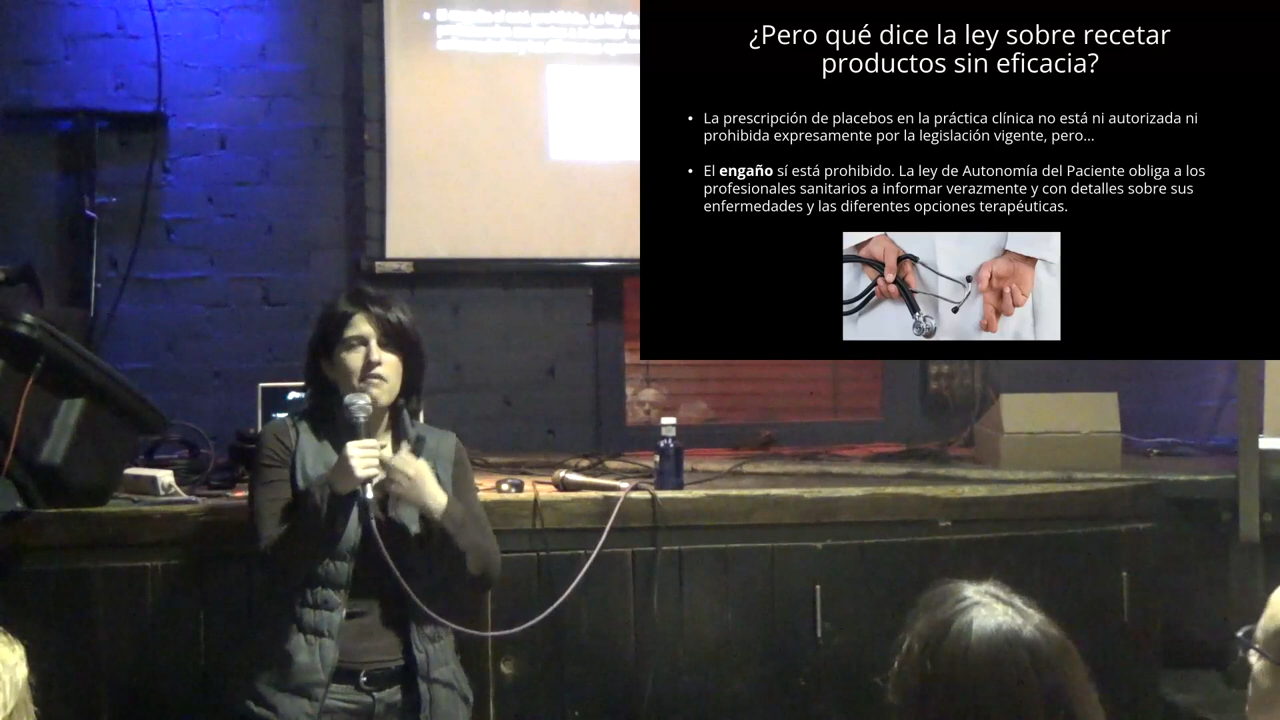 ¿Pero qué dice la ley sobre recetar
productos sin eficacia?
• La prescripción de placebos en la práctica clínica no está ni autorizada ni
prohibida expresamente por la legislación vigente, pero...
• El engaño sí está prohibido. La ley de Autonomía del Paciente obliga a los
profesionales sanitarios a informar verazmente y con detalles sobre sus
enfermedades y las diferentes opciones terapéuticas.